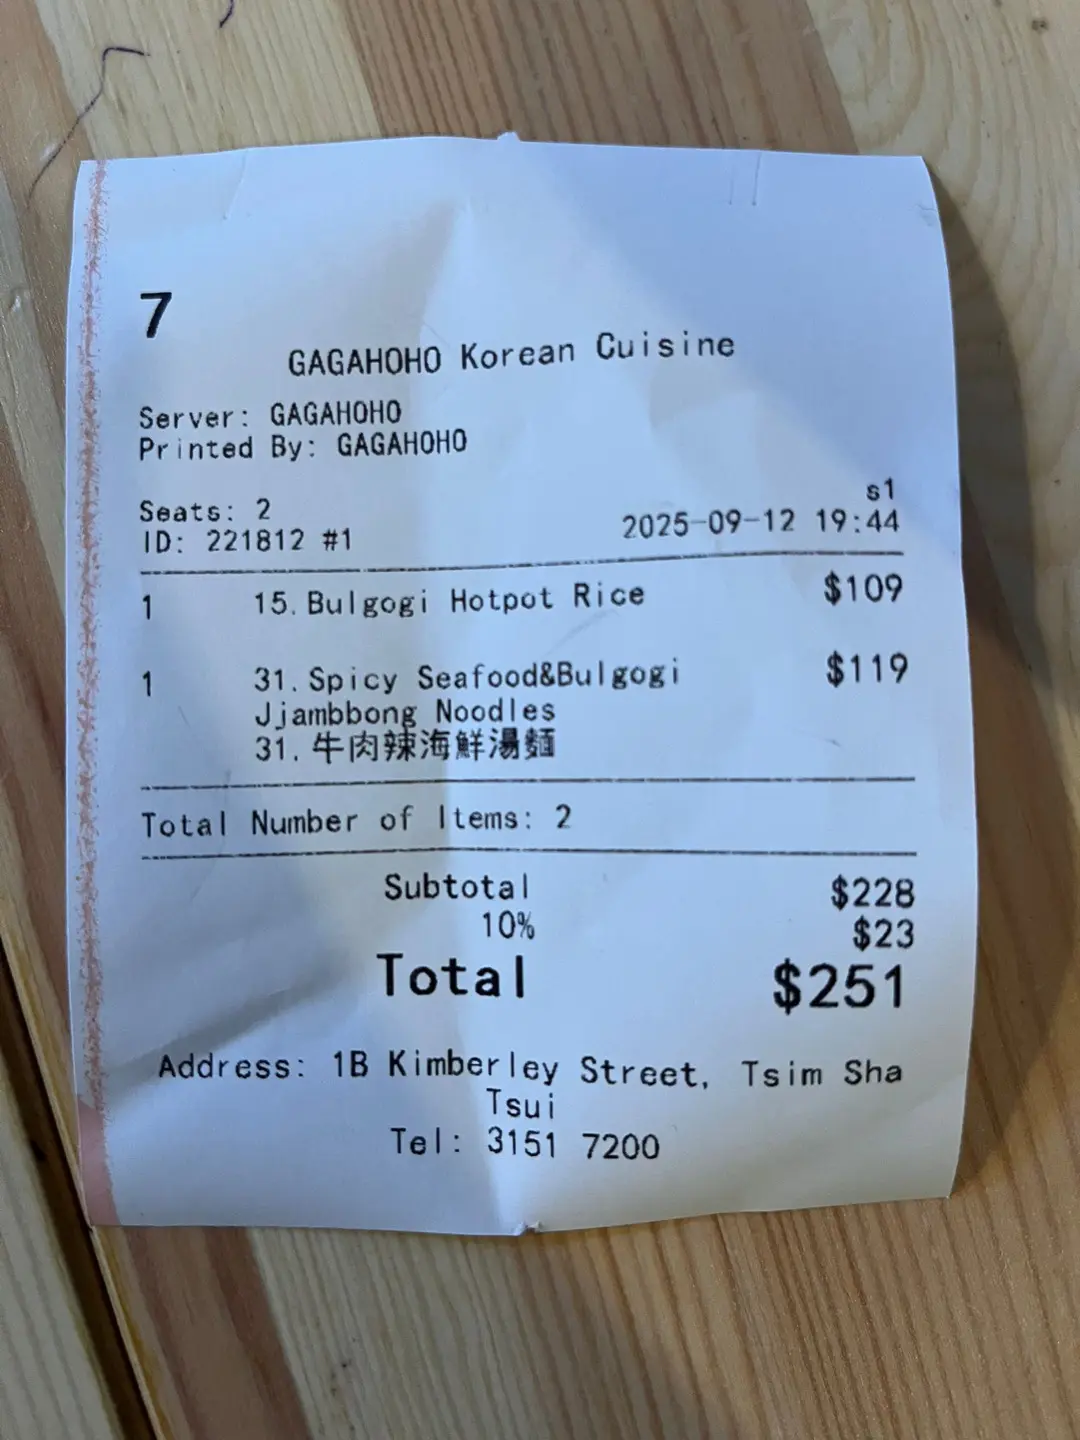 7
GAGAHOHO Korean Cuisine
Server: GAGAHOHO
Printed By: GAGAHOHO
s1
Seats: 2
ID: 221812 #1 2025-09-12 19:44
1 15. Bulgogi Hotpot Rice $109
1 31. Spicy Seafood&Bulgogi $119
Jjambbong Noodles
31. 牛肉辣海鮮湯麵
Total Number of Items: 2
Subtotal $228
10% $23
Total $251
Address: 1B Kimberley Street, Tsim Sha
Tsui
Tel: 3151 7200